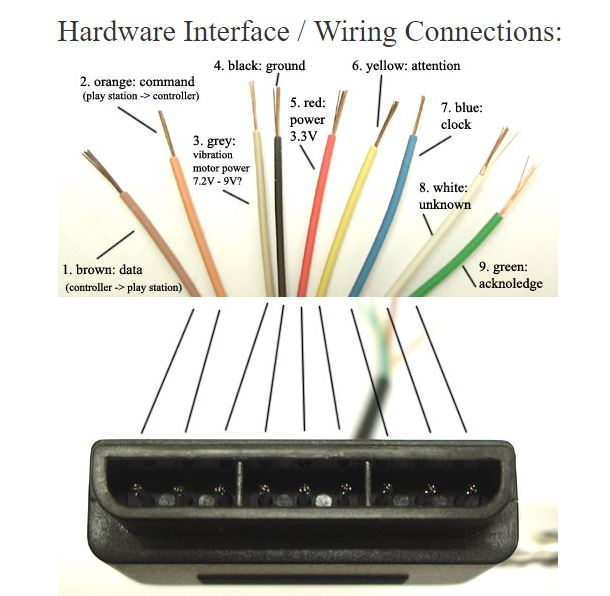 Hardware Interface / Wiring Connections:
4. black: ground
6. yellow: attention
2. orange: command
(play station -> controller)
5. red:
power
3.3V
7. blue:
clock
3. grey:
vibration
motor power
7.2V - 9V?
8. white:
unknown
1. brown: data
(controller -> play station)
9. green:
acknoledge